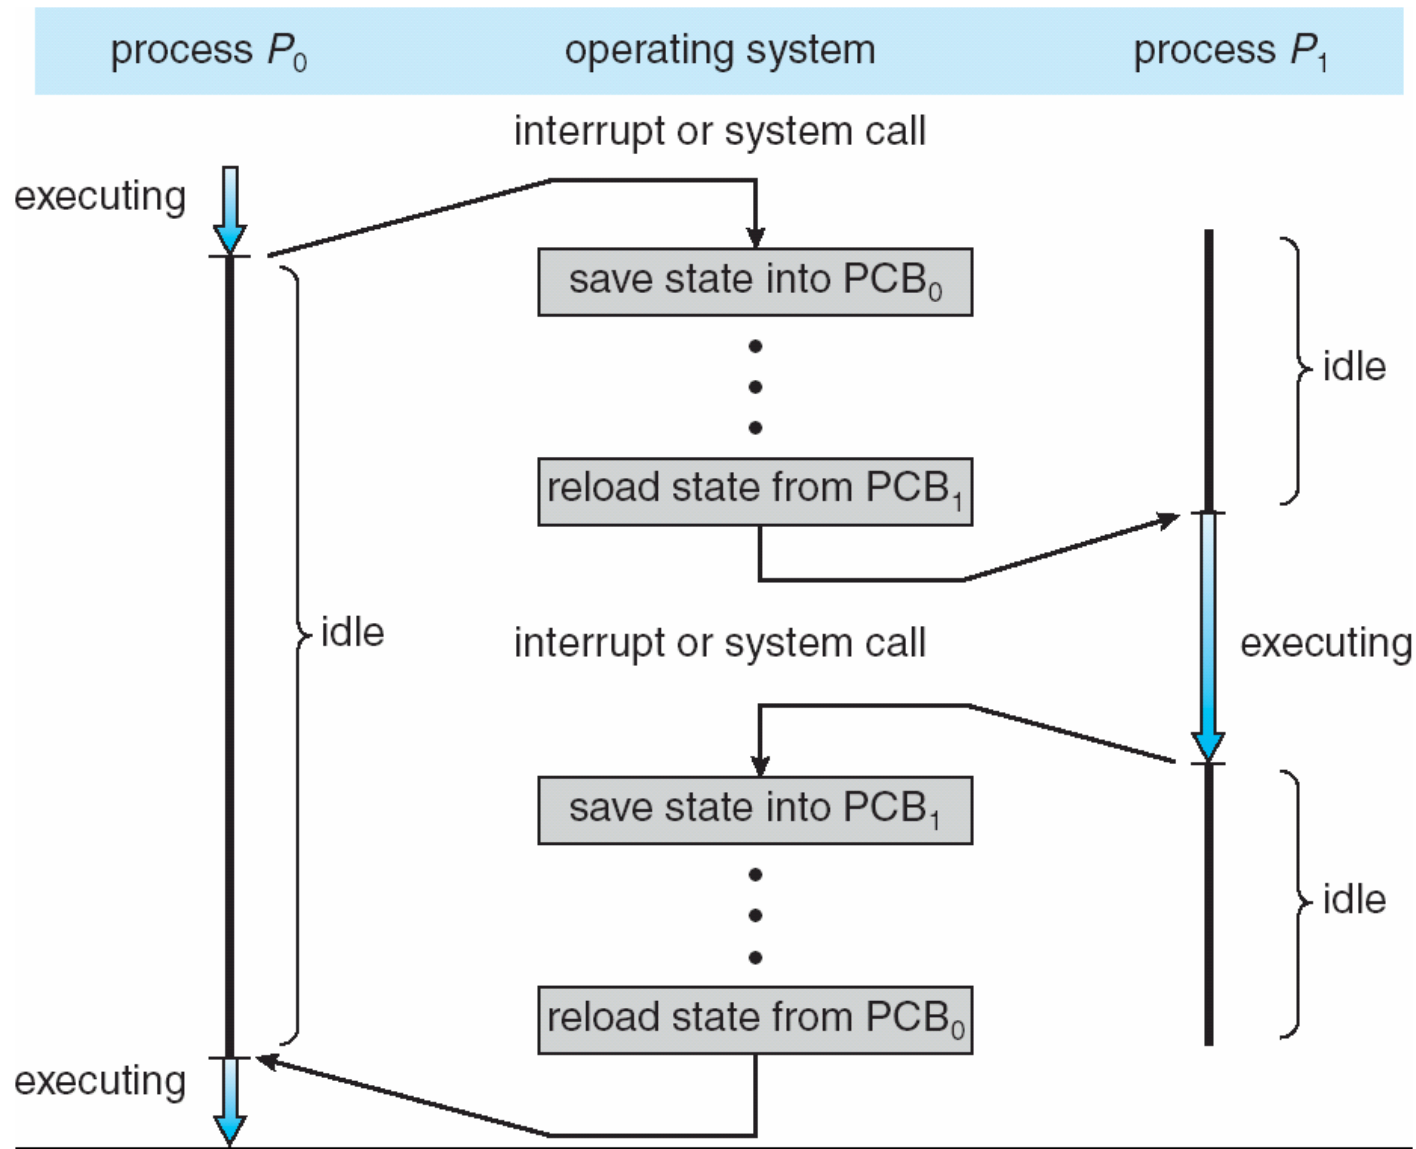 process P0 operating system process P1
interrupt or system call
executing
save state into PCB0
idle
reload state from PCB1
idle
interrupt or system call
executing
save state into PCB1
idle
reload state from PCB0
executing